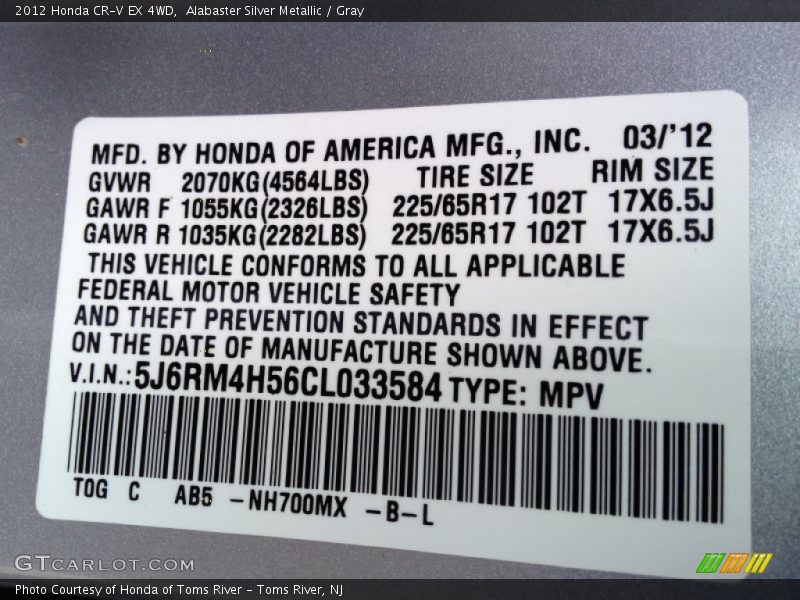 2012 Honda CR-V EX 4WD,  Alabaster Silver Metallic / Gray
MFD. BY HONDA OF AMERICA MFG., INC. 03/'12
GVWR 2070KG(4564LBS) TIRE SIZE RIM SIZE
GAWR F 1055KG(2326LBS) 225/65R17 102T 17X6.5J
GAWR R 1035KG(2282LBS) 225/65R17 102T 17X6.5J
THIS VEHICLE CONFORMS TO ALL APPLICABLE
FEDERAL MOTOR VEHICLE SAFETY
AND THEFT PREVENTION STANDARDS IN EFFECT
ON THE DATE OF MANUFACTURE SHOWN ABOVE.
V.I.N.:5J6RM4H56CL033584 TYPE: MPV
T0G C AB5 -NH700MX -B-L
GTCARLOT.COM
Photo Courtesy of Honda of Toms River - Toms River, NJ